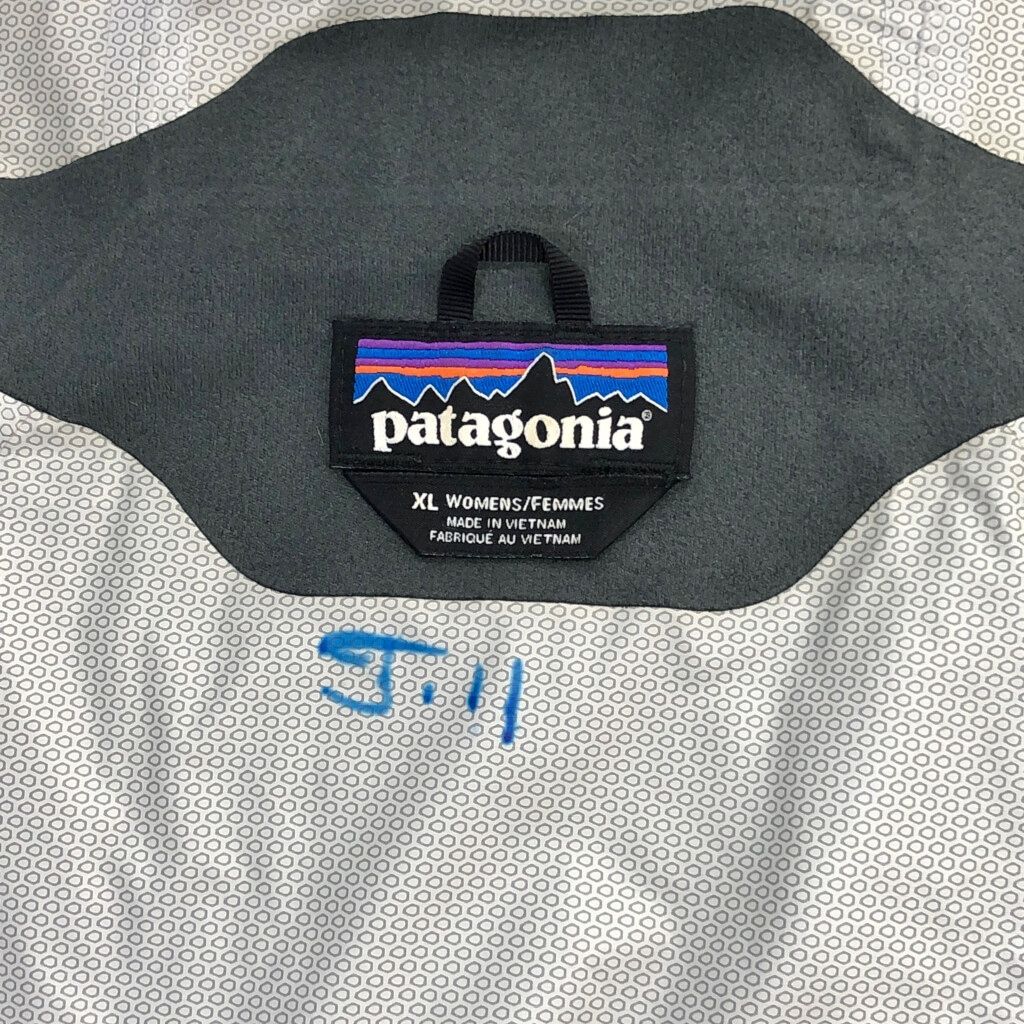 patagonia®
XL WOMENS/FEMMES
MADE IN VIETNAM
FABRIQUÉ AU VIETNAM
J.11